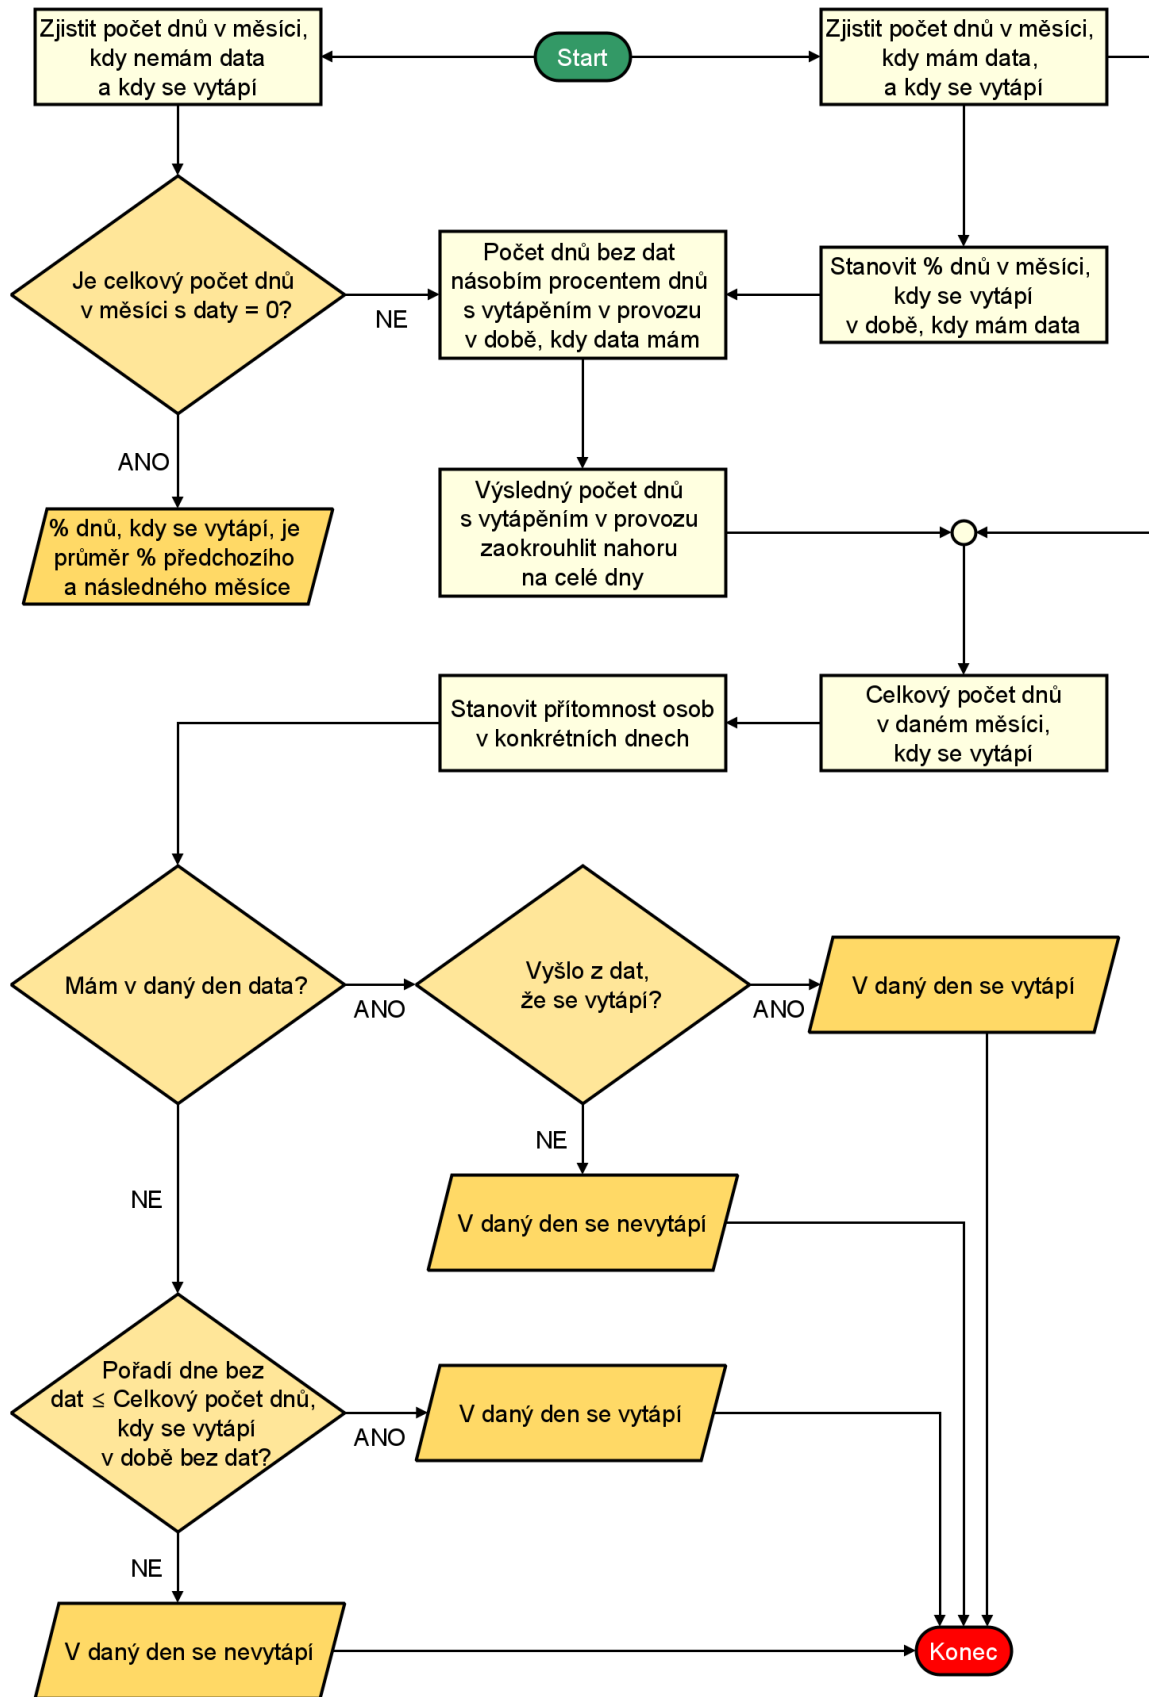 Zjistit počet dnů v měsíci,
kdy nemám data
a kdy se vytápí
Start
Zjistit počet dnů v měsíci,
kdy mám data,
a kdy se vytápí
Je celkový počet dnů
v měsíci s daty = 0?
NE
Počet dnů bez dat
násobím procentem dnů
s vytápěním v provozu
v době, kdy data mám
Stanovit % dnů v měsíci,
kdy se vytápí
v době, kdy mám data
ANO
% dnů, kdy se vytápí, je
průměr % předchozího
a následného měsíce
Výsledný počet dnů
s vytápěním v provozu
zaokrouhlit nahoru
na celé dny
Stanovit přítomnost osob
v konkrétních dnech
Celkový počet dnů
v daném měsíci,
kdy se vytápí
Mám v daný den data?
ANO
Vyšlo z dat,
že se vytápí?
ANO
V daný den se vytápí
NE
NE
V daný den se nevytápí
Pořadí dne bez
dat ≤ Celkový počet dnů,
kdy se vytápí
v době bez dat?
ANO
V daný den se vytápí
NE
V daný den se nevytápí
Konec